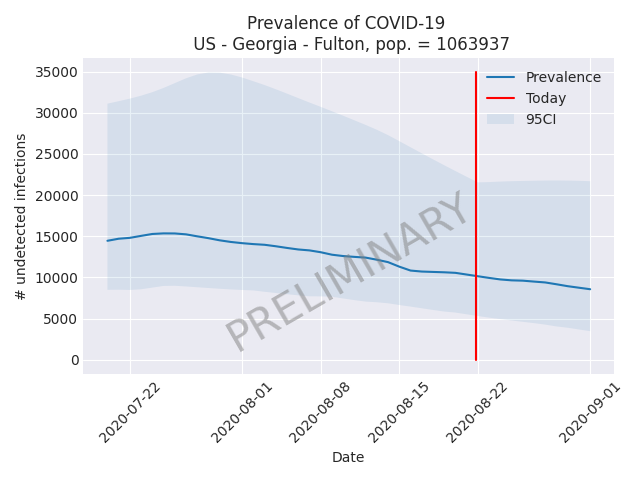 Prevalence of COVID-19
US - Georgia - Fulton, pop. = 1063937
# undetected infections
35000
30000
25000
20000
15000
10000
5000
0
Prevalence
Today
95CI
PRELIMINARY
2020-07-22
2020-08-01
2020-08-08
2020-08-15
2020-08-22
2020-09-01
Date